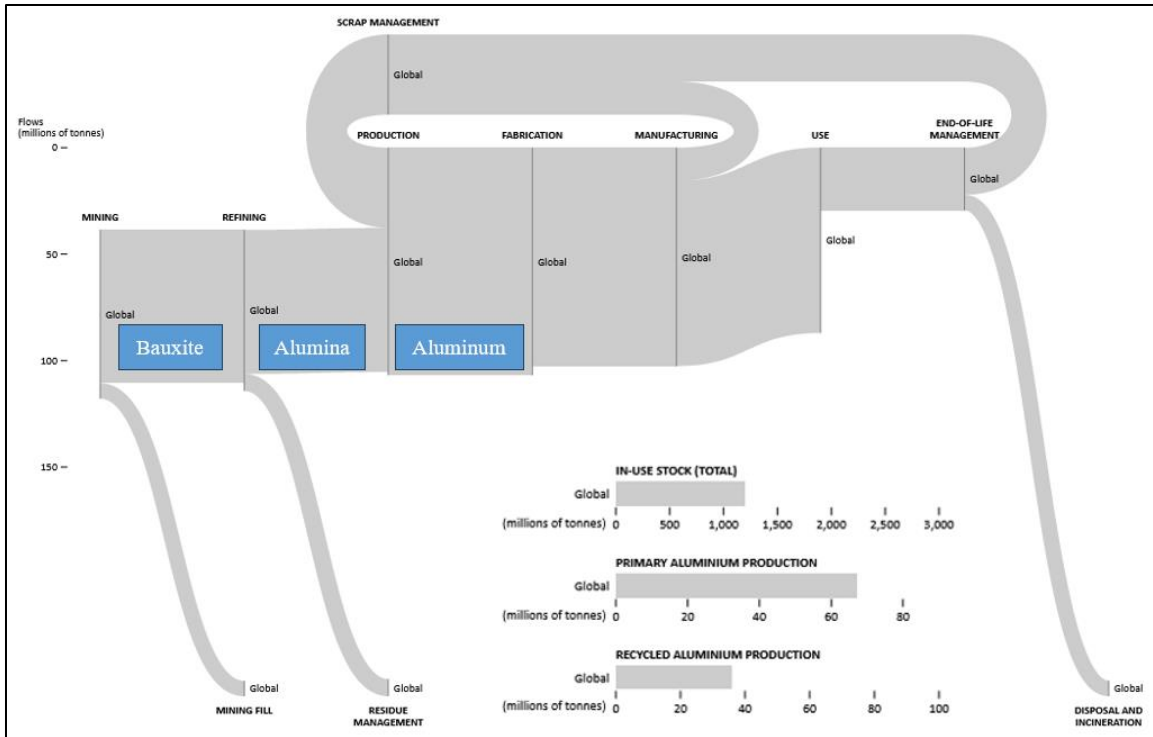 SCRAP MANAGEMENT
Global
Flows
(millions of tonnes)
0
PRODUCTION
FABRICATION
MANUFACTURING
USE
END-OF-LIFE
MANAGEMENT
Global
MINING
REFINING
50
Global
Global
Global
Global
Global
Global
100
Bauxite
Alumina
Aluminum
150
IN-USE STOCK (TOTAL)
Global
(millions of tonnes) 0 500 1,000 1,500 2,000 2,500 3,000
PRIMARY ALUMINIUM PRODUCTION
Global
(millions of tonnes) 0 20 40 60 80
RECYCLED ALUMINIUM PRODUCTION
Global
(millions of tonnes) 0 20 40 60 80 100
Global
MINING FILL
Global
RESIDUE
MANAGEMENT
Global
DISPOSAL AND
INCINERATION